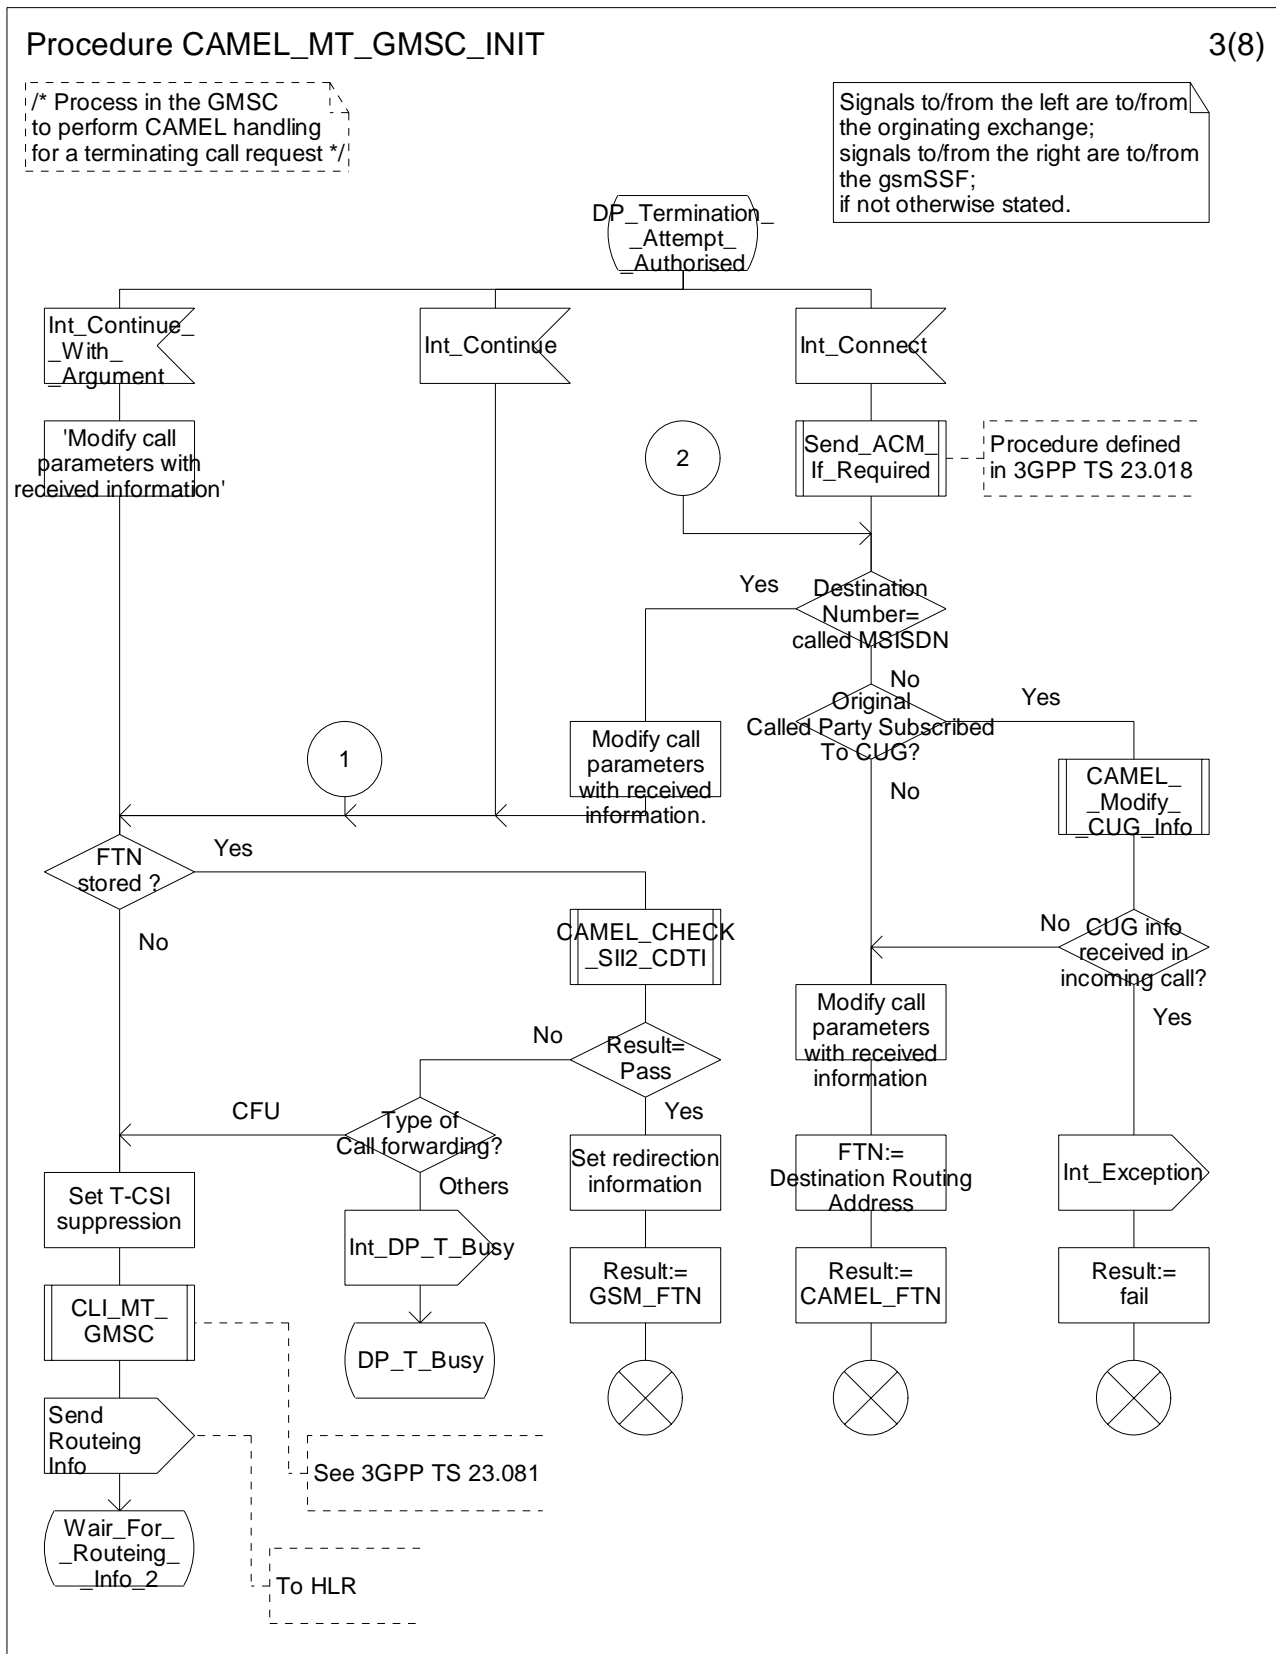 Procedure CAMEL_MT_GMSC_INIT
3(8)
/* Process in the GMSC
to perform CAMEL handling
for a terminating call request */
Signals to/from the left are to/from
the orginating exchange;
signals to/from the right are to/from
the gsmSSF;
if not otherwise stated.
DP_Termination_
_Attempt_
_Authorised
Int_Continue_
_With_
_Argument
Int_Continue
Int_Connect
'Modify call
parameters with
received information'
2
Send_ACM_
If_Required
Procedure defined
in 3GPP TS 23.018
Yes
Destination
Number=
called MSISDN
No
Original
Called Party Subscribed
To CUG?
Yes
No
1
Modify call
parameters
with received
information.
CAMEL_
_Modify_
_CUG_Info
FTN
stored ?
Yes
No
CAMEL_CHECK
_SII2_CDTI
No
CUG info
received in
incoming call?
Yes
Modify call
parameters
with received
information
No
Result=
Pass
Yes
CFU
Type of
Call forwarding?
Others
Set redirection
information
FTN:=
Destination Routing
Address
Int_Exception
Set T-CSI
suppression
Int_DP_T_Busy
Result:=
GSM_FTN
Result:=
CAMEL_FTN
Result:=
fail
CLI_MT_
GMSC
DP_T_Busy
Send
Routeing
Info
See 3GPP TS 23.081
Wair_For_
_Routeing_
_Info_2
To HLR